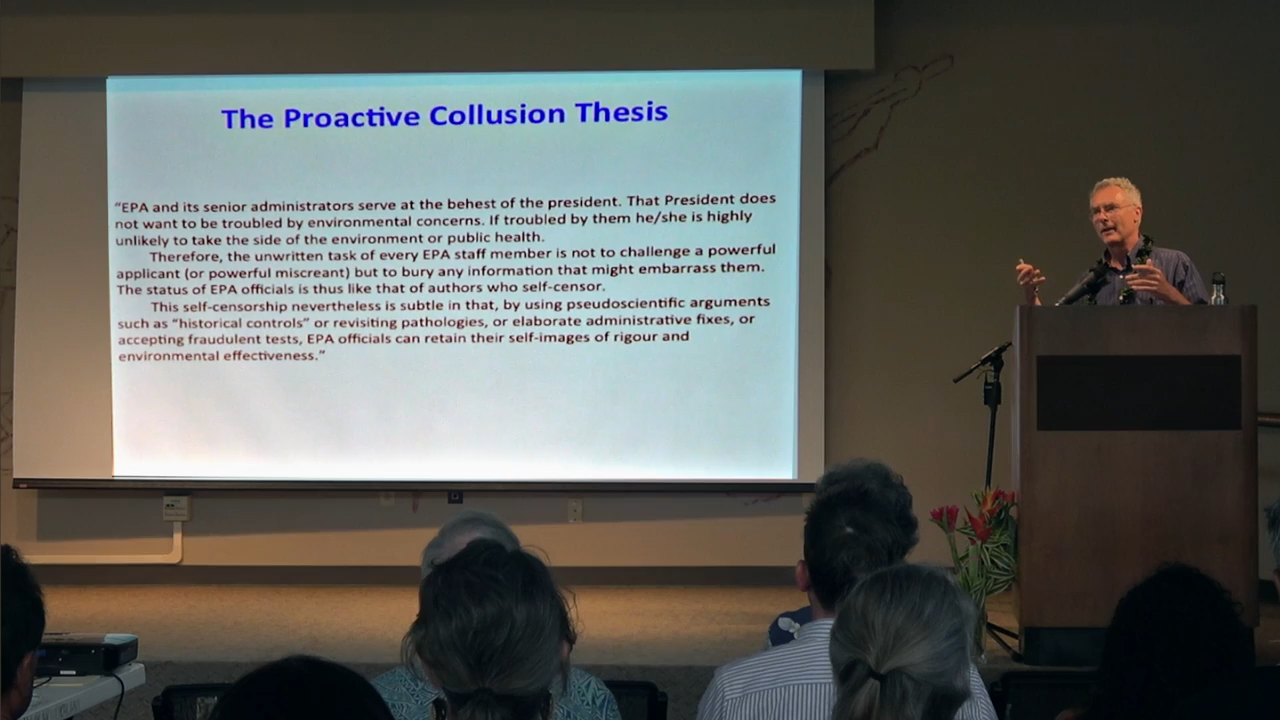 The Proactive Collusion Thesis
“EPA and its senior administrators serve at the behest of the president. That President does
not want to be troubled by environmental concerns. If troubled by them he/she is highly
unlikely to take the side of the environment or public health.
Therefore, the unwritten task of every EPA staff member is not to challenge a powerful
applicant (or powerful miscreant) but to bury any information that might embarrass them.
The status of EPA officials is thus like that of authors who self-censor.
This self-censorship nevertheless is subtle in that, by using pseudoscientific arguments
such as “historical controls” or revisiting pathologies, or elaborate administrative fixes, or
accepting fraudulent tests, EPA officials can retain their self-images of rigour and
environmental effectiveness.”